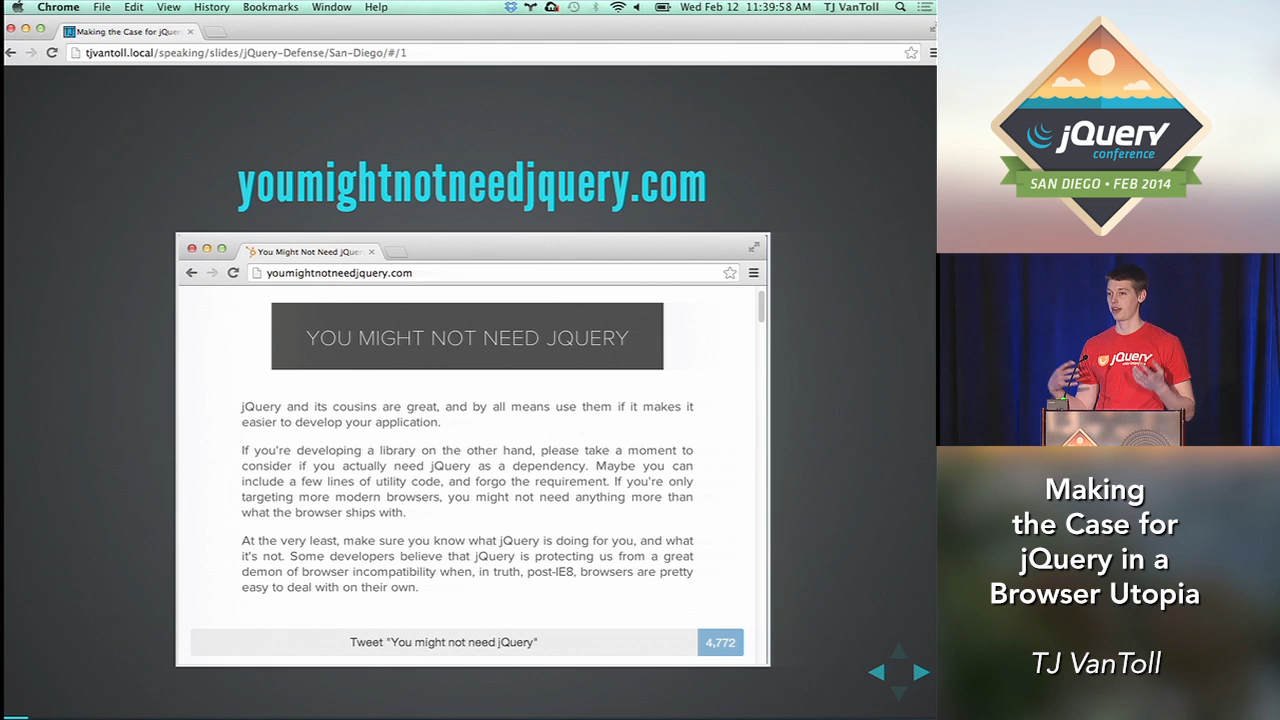 Chrome File Edit View History Bookmarks Window Help Wed Feb 12 11:39:58 AM TJ VanToll
Making the Case for jQuer
tjvantoll.local/speaking/slides/jQuery-Defense/San-Diego/#/1
youmightnotneedjquery.com
You Might Not Need jQuer
youmightnotneedjquery.com
YOU MIGHT NOT NEED JQUERY
jQuery and its cousins are great, and by all means use them if it makes it
easier to develop your application.
If you're developing a library on the other hand, please take a moment to
consider if you actually need jQuery as a dependency. Maybe you can
include a few lines of utility code, and forgo the requirement. If you're only
targeting more modern browsers, you might not need anything more than
what the browser ships with.
At the very least, make sure you know what jQuery is doing for you, and what
it's not. Some developers believe that jQuery is protecting us from a great
demon of browser incompatibility when, in truth, post-IE8, browsers are pretty
easy to deal with on their own.
Tweet "You might not need jQuery" 4,772
jQuery
conference
SAN DIEGO • FEB 2014
jQuery
Making
the Case for
jQuery in a
Browser Utopia
TJ VanToll